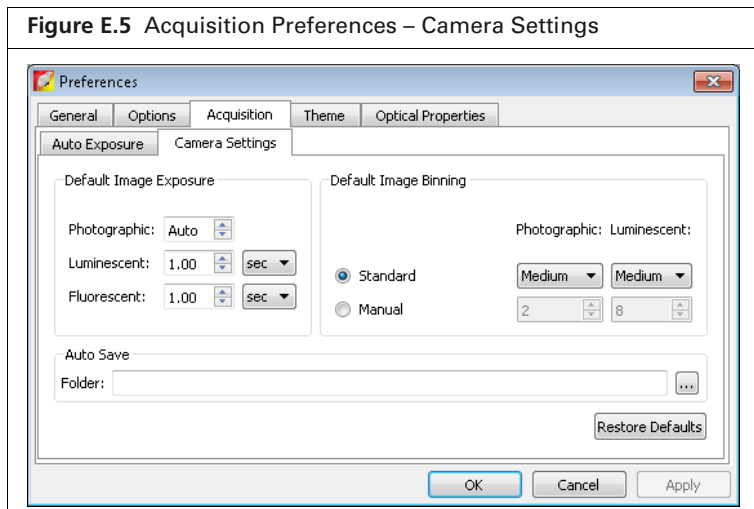 Figure E.5 Acquisition Preferences – Camera Settings
Preferences
General Options Acquisition Theme Optical Properties
Auto Exposure Camera Settings
Default Image Exposure
Photographic: Auto
Luminescent: 1.00 sec
Fluorescent: 1.00 sec
Default Image Binning
Photographic: Luminescent:
Standard Medium Medium
Manual 2 8
Auto Save
Folder: ...
Restore Defaults
OK Cancel Apply